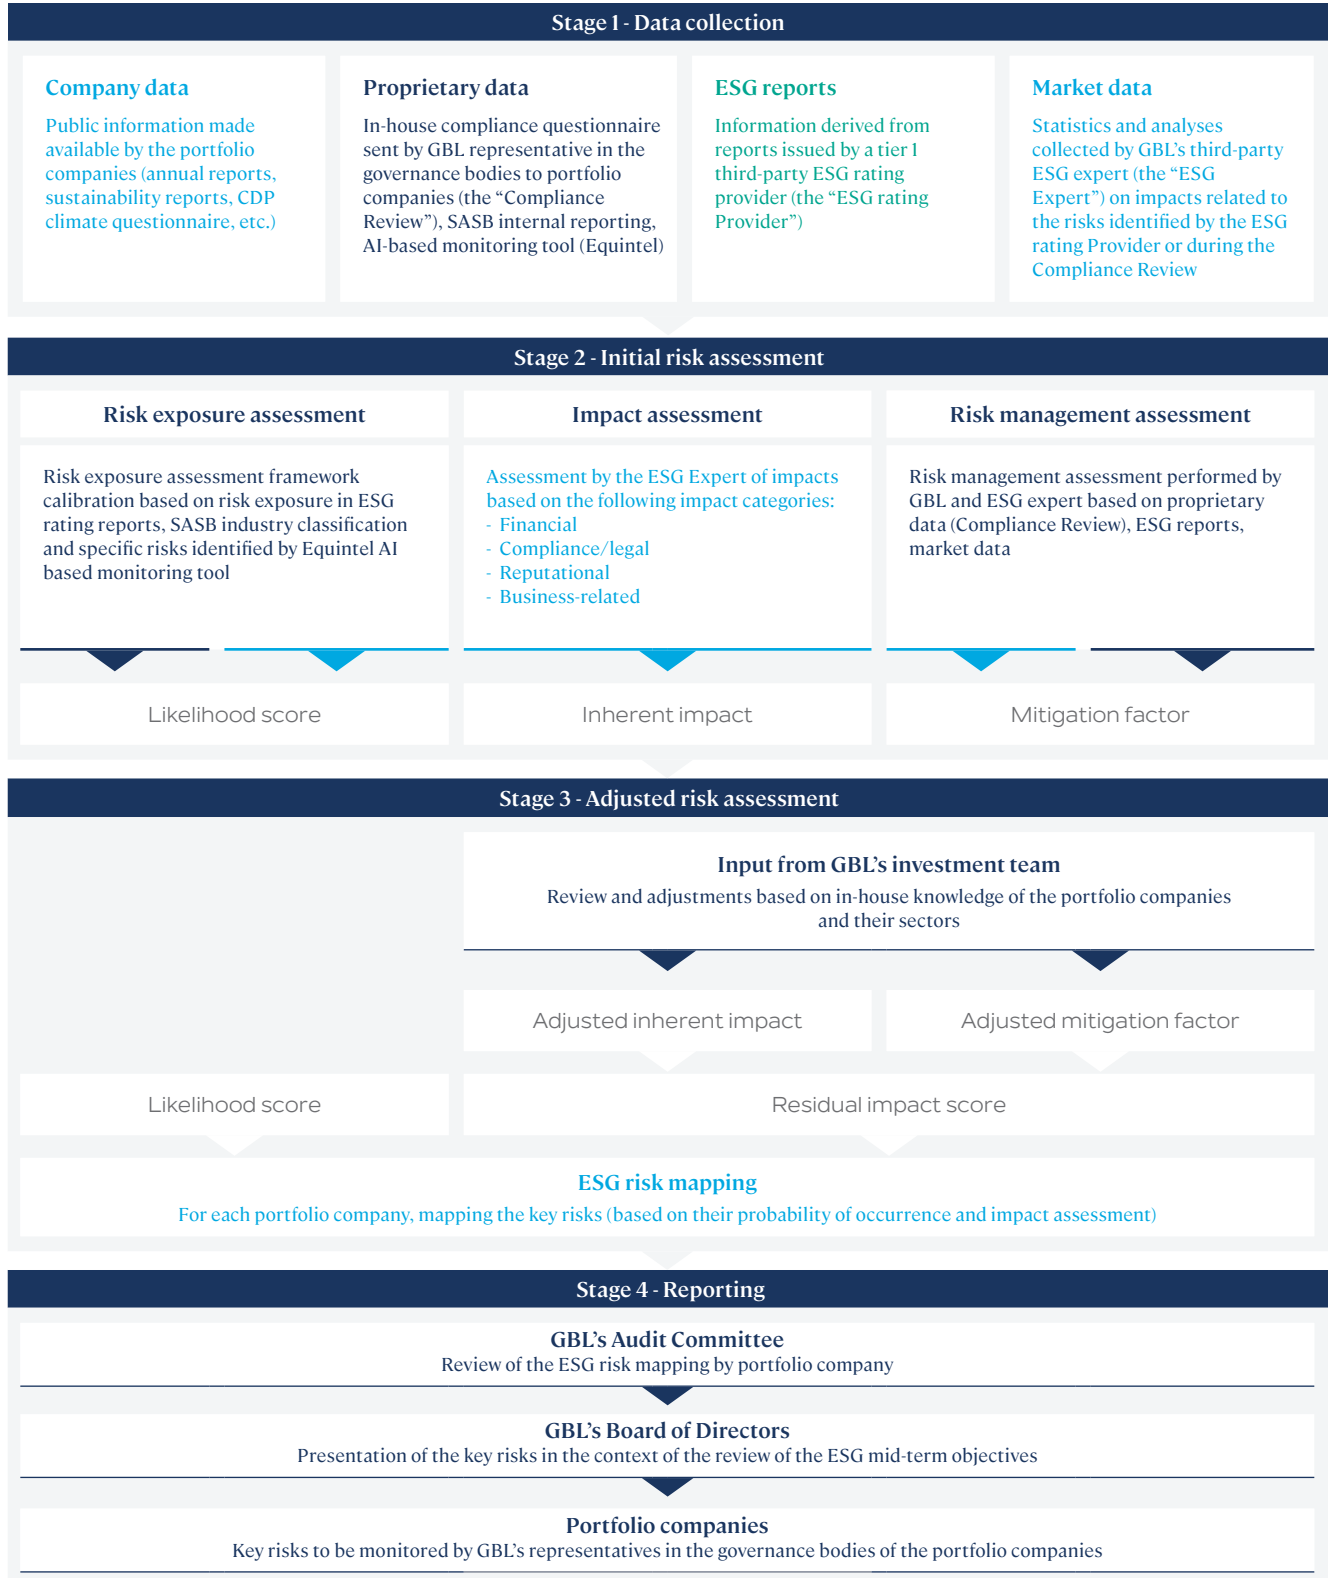 Stage 1 - Data collection
Company data
Public information made
available by the portfolio
companies (annual reports,
sustainability reports, CDP
climate questionnaire, etc.)
Proprietary data
In-house compliance questionnaire
sent by GBL representative in the
governance bodies to portfolio
companies (the “Compliance
Review”), SASB internal reporting,
AI-based monitoring tool (Equintel)
ESG reports
Information derived from
reports issued by a tier 1
third-party ESG rating
provider (the “ESG rating
Provider”)
Market data
Statistics and analyses
collected by GBL’s third-party
ESG expert (the “ESG
Expert”) on impacts related to
the risks identified by the ESG
rating Provider or during the
Compliance Review
Stage 2 - Initial risk assessment
Risk exposure assessment
Risk exposure assessment framework
calibration based on risk exposure in ESG
rating reports, SASB industry classification
and specific risks identified by Equintel AI
based monitoring tool
Likelihood score
Impact assessment
Assessment by the ESG Expert of impacts
based on the following impact categories:
- Financial
- Compliance/legal
- Reputational
- Business-related
Inherent impact
Risk management assessment
Risk management assessment performed by
GBL and ESG expert based on proprietary
data (Compliance Review), ESG reports,
market data
Mitigation factor
Stage 3 - Adjusted risk assessment
Input from GBL’s investment team
Review and adjustments based on in-house knowledge of the portfolio companies
and their sectors
Adjusted inherent impact
Adjusted mitigation factor
Likelihood score
Residual impact score
ESG risk mapping
For each portfolio company, mapping the key risks (based on their probability of occurrence and impact assessment)
Stage 4 - Reporting
GBL’s Audit Committee
Review of the ESG risk mapping by portfolio company
GBL’s Board of Directors
Presentation of the key risks in the context of the review of the ESG mid-term objectives
Portfolio companies
Key risks to be monitored by GBL’s representatives in the governance bodies of the portfolio companies